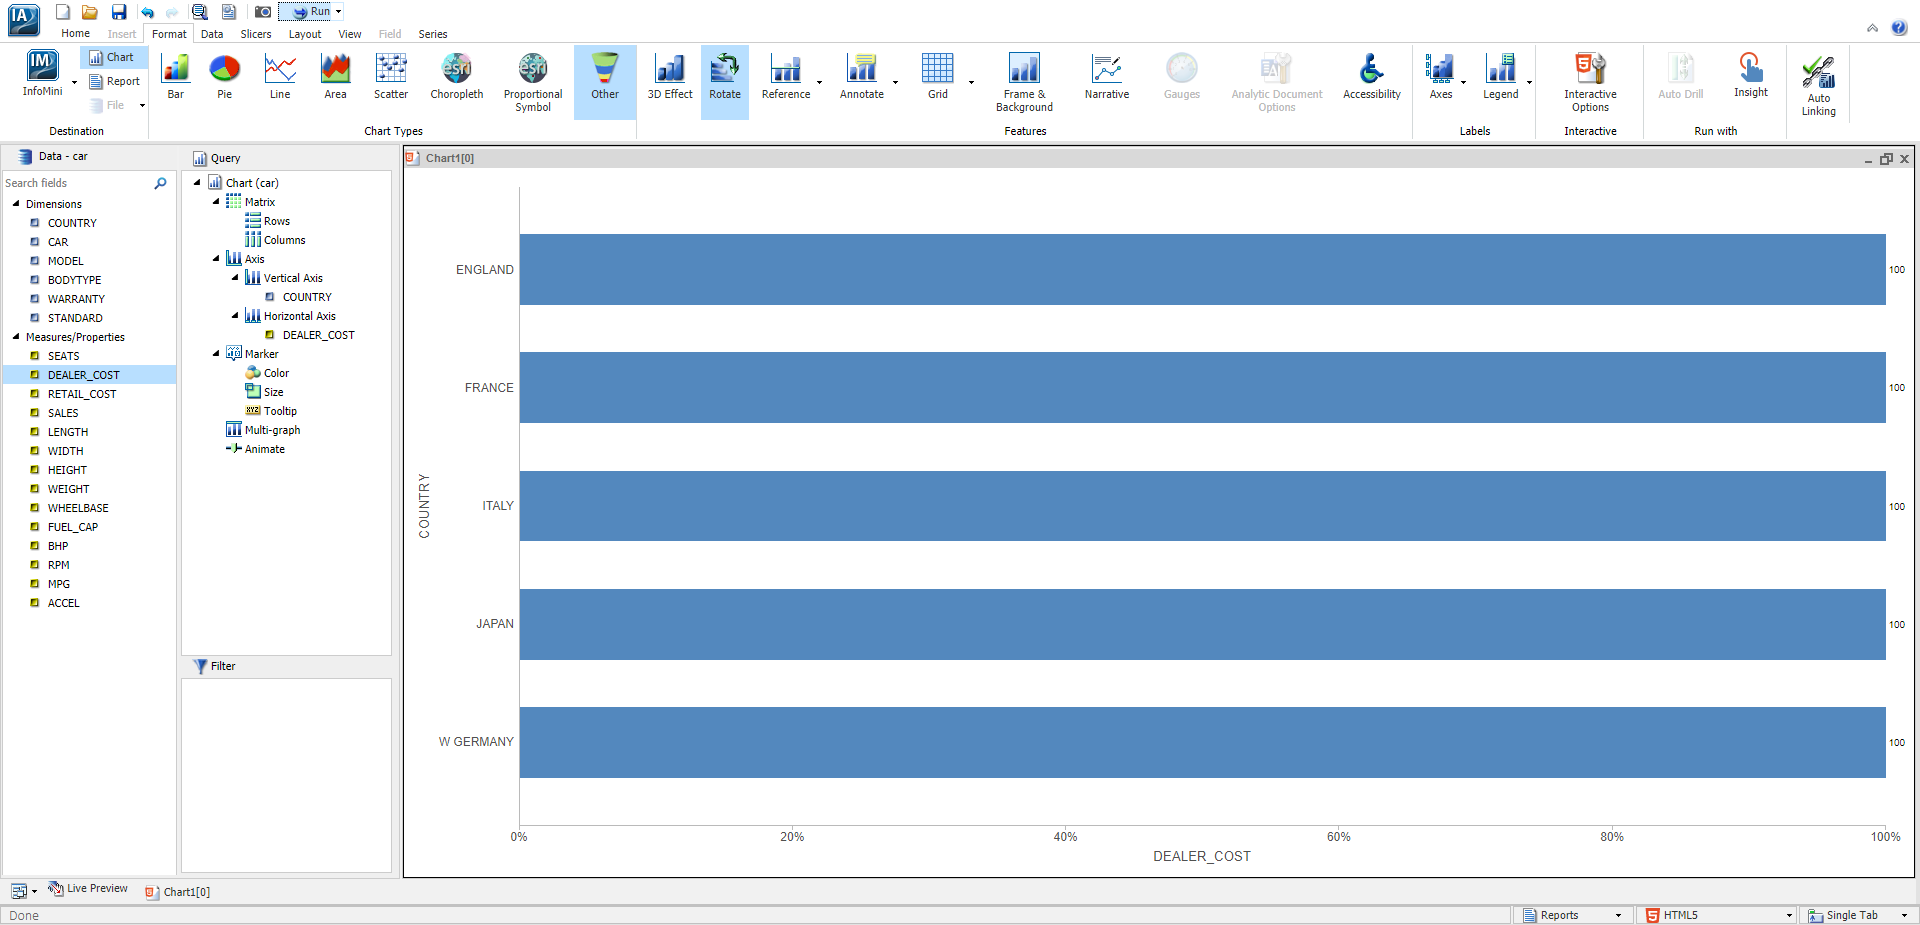 IA
Run
Home Insert Format Data Slicers Layout View Field Series
IM
InfoMini
Chart
Report
File
Destination
Bar
Pie
Line
Area
Scatter
esri
Choropleth
esri
Proportional
Symbol
Other
Chart Types
3D Effect
Rotate
Reference
Annotate
Grid
Frame &
Background
Narrative
Gauges
Analytic Document
Options
Accessibility
Features
Axes
Legend
Labels
Interactive
Options
Interactive
Auto Drill
Insight
Run with
Auto
Linking
Data - car
Search fields
Dimensions
COUNTRY
CAR
MODEL
BODYTYPE
WARRANTY
STANDARD
Measures/Properties
SEATS
DEALER_COST
RETAIL_COST
SALES
LENGTH
WIDTH
HEIGHT
WEIGHT
WHEELBASE
FUEL_CAP
BHP
RPM
MPG
ACCEL
Query
Chart (car)
Matrix
Rows
Columns
Axis
Vertical Axis
COUNTRY
Horizontal Axis
DEALER_COST
Marker
Color
Size
XYZ Tooltip
Multi-graph
Animate
Filter
Chart1[0]
COUNTRY
ENGLAND 100
FRANCE 100
ITALY 100
JAPAN 100
W GERMANY 100
0% 20% 40% 60% 80% 100%
DEALER_COST
Live Preview
Chart1[0]
Done
Reports
HTML5
Single Tab